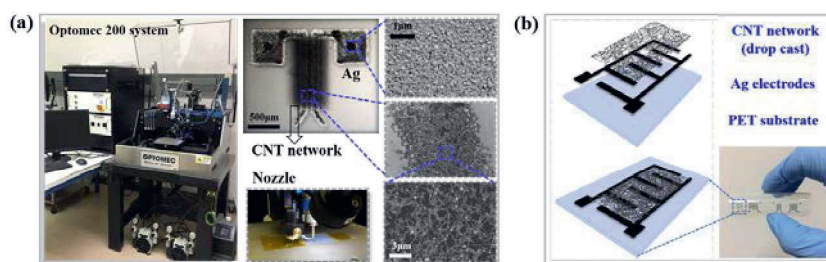 (a)
Optomec 200 system
OPTOMEC
Ag
500μm
CNT network
Nozzle
1μm
3μm
(b)
CNT network
(drop cast)
Ag electrodes
PET substrate